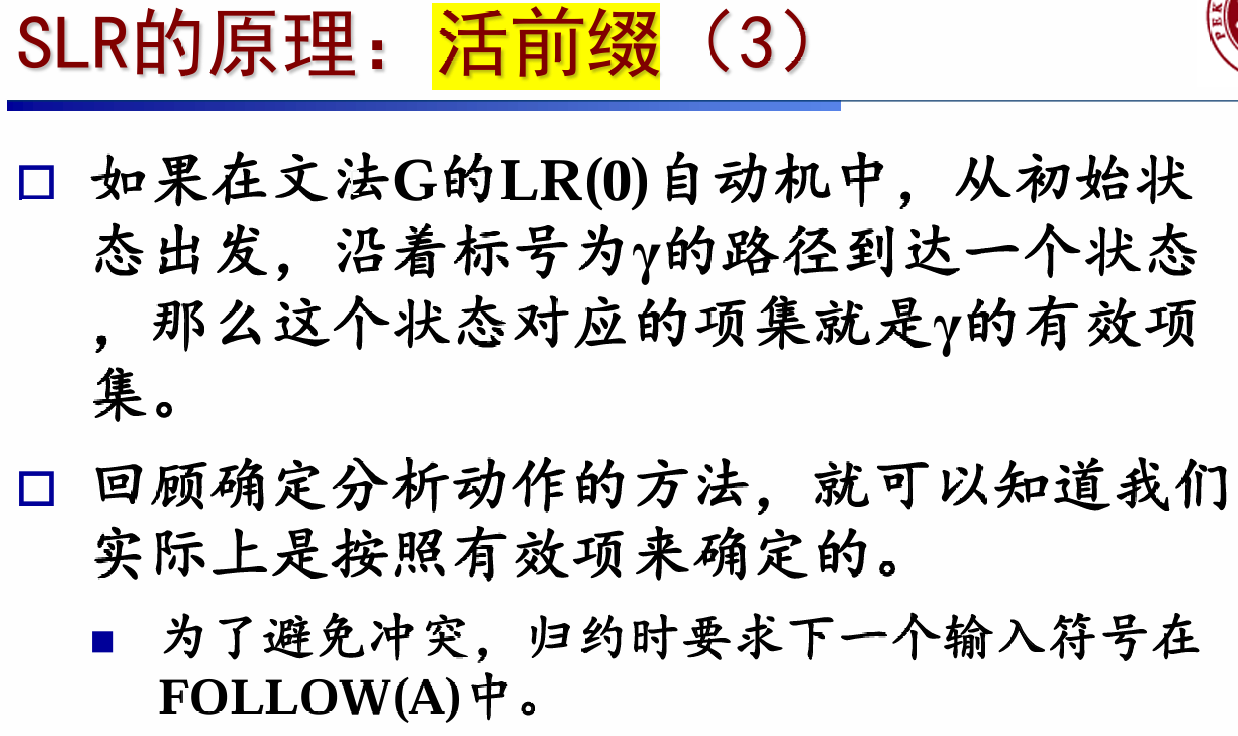 SLR的原理：活前缀（3）
如果在文法G的LR(0)自动机中，从初始状
态出发，沿着标号为γ的路径到达一个状态
，那么这个状态对应的项集就是γ的有效项
集。
回顾确定分析动作的方法，就可以知道我们
实际上是按照有效项来确定的。
为了避免冲突，归约时要求下一个输入符号在
FOLLOW(A)中。